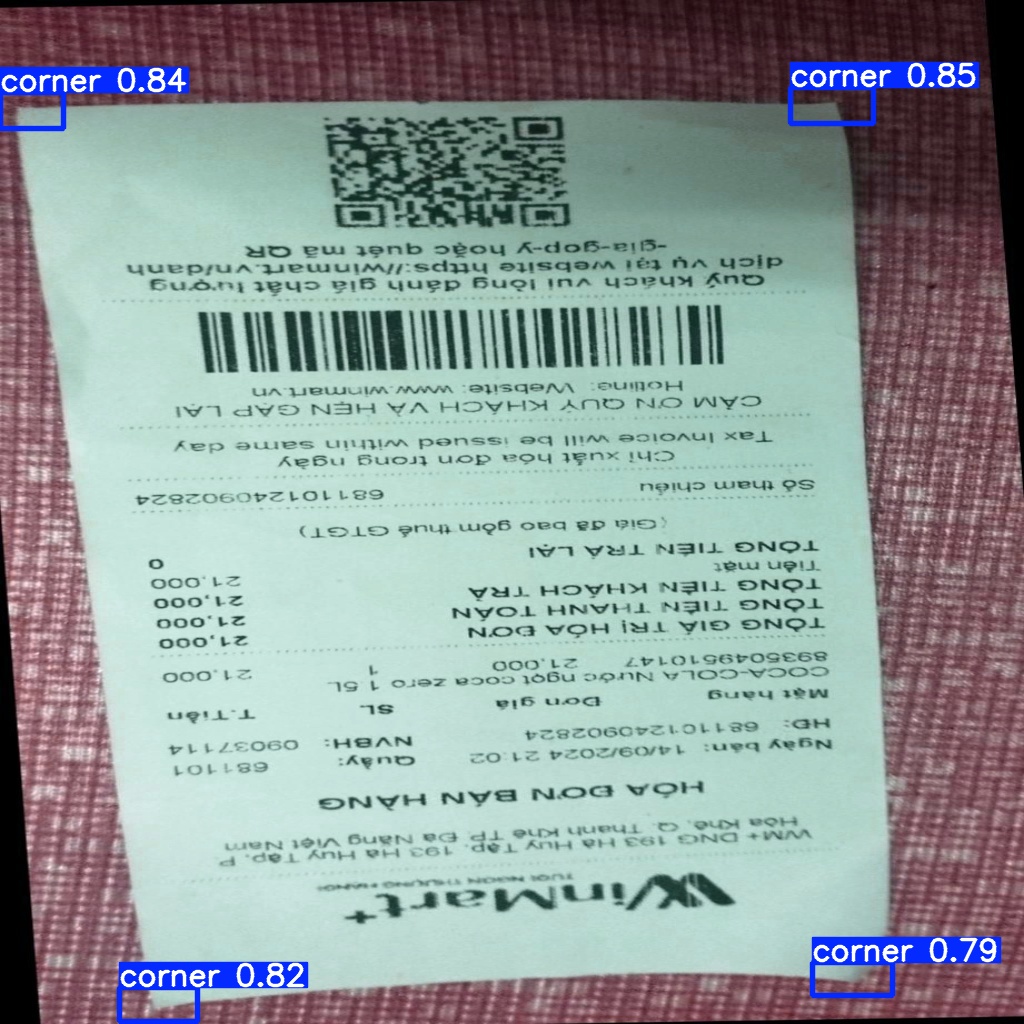 corner 0.84
corner 0.85
WinMart+
WM+ DNG 193 Hà Huy Tập. 193 Hà Huy Tập, P
Hòa Khê, Q. Thanh Khê TP. Đà Nẵng Việt Nam
HÓA ĐƠN BÁN HÀNG
Ngày bán: 14/09/2024 21:02 Quầy: 681101
HĐ: 681101240902824 NVBH: 09037114
Mặt hàng Đơn giá SL T.Tiền
COCA-COLA Nước ngọt coca zero 1.5L
8935049510147 21,000 1 21,000
TỔNG GIÁ TRỊ HÓA ĐƠN 21,000
TỔNG TIỀN THANH TOÁN 21,000
TỔNG TIỀN KHÁCH TRẢ 21,000
Tiền mặt 21,000
TỔNG TIỀN TRẢ LẠI 0
(Giá đã bao gồm thuế GTGT)
Số tham chiếu 681101240902824
Chỉ xuất hóa đơn trong ngày
Tax Invoice will be issued within same day
CẢM ƠN QUÝ KHÁCH VÀ HẸN GẶP LẠI
Hotline: Website: www.winmart.vn
Quý khách vui lòng đánh giá chất lượng
dịch vụ tại website https://winmart.vn/danh
-gia-gop-y hoặc quét mã QR
corner 0.82
corner 0.79